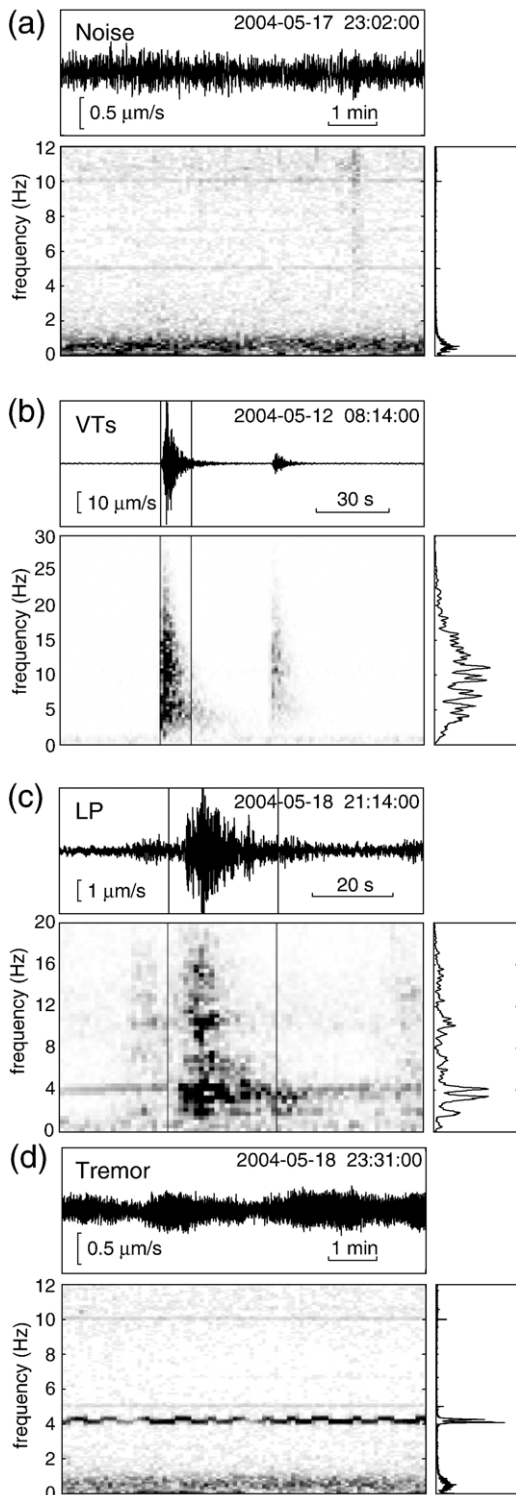 (a)
Noise 2004-05-17 23:02:00
0.5 μm/s 1 min
frequency (Hz)
12
10
8
6
4
2
0
(b)
VTs 2004-05-12 08:14:00
10 μm/s 30 s
frequency (Hz)
30
25
20
15
10
5
0
(c)
LP 2004-05-18 21:14:00
1 μm/s 20 s
frequency (Hz)
20
16
12
8
4
0
(d)
Tremor 2004-05-18 23:31:00
0.5 μm/s 1 min
frequency (Hz)
12
10
8
6
4
2
0